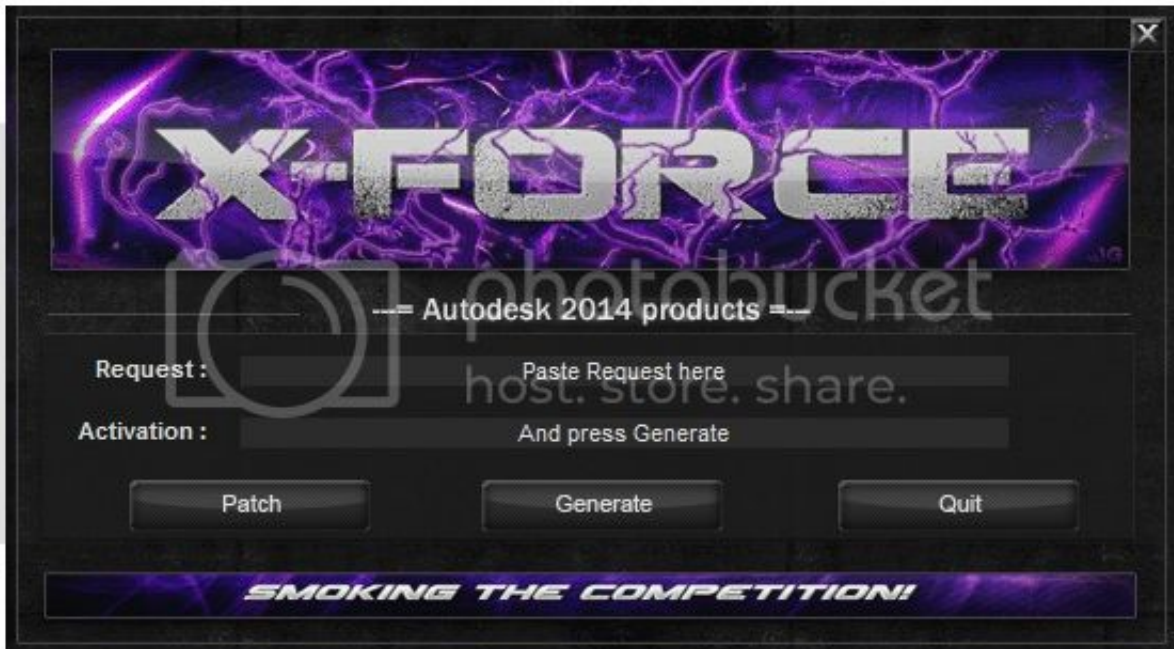 X
X-FORCE
photobucket
---= Autodesk 2014 products =---
Request : Paste Request here
host. store. share.
Activation : And press Generate
Patch Generate Quit
SMOKING THE COMPETITION!